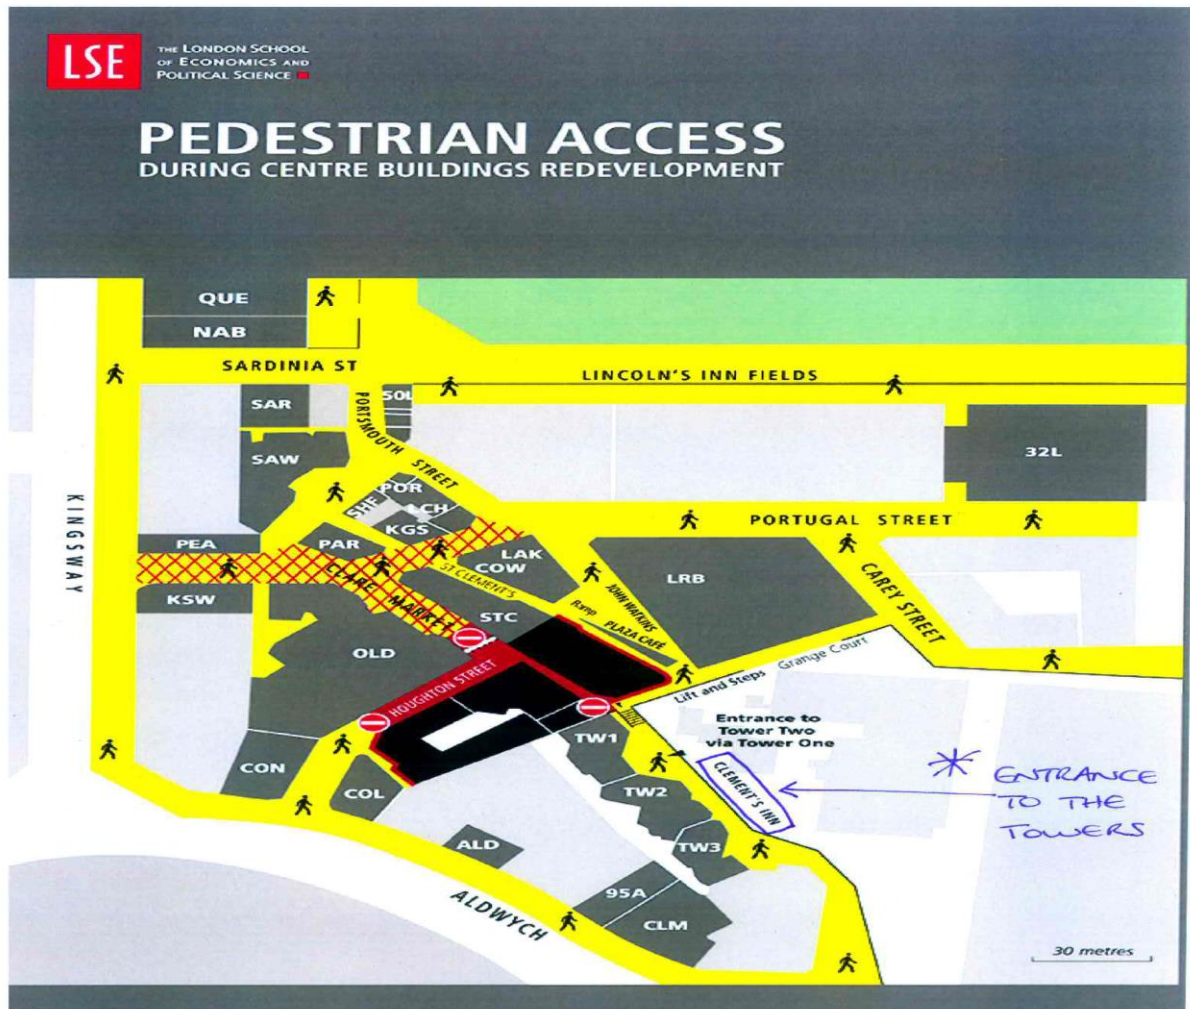 LSE
THE LONDON SCHOOL
OF ECONOMICS AND
POLITICAL SCIENCE
PEDESTRIAN ACCESS
DURING CENTRE BUILDINGS REDEVELOPMENT
QUE
NAB
SARDINIA ST
LINCOLN'S INN FIELDS
SAR
SOL
PORTSMOUTH STREET
SAW
32L
POR
SHF
LCH
KGS
PORTUGAL STREET
KINGSWAY
PEA
PAR
LAK
COW
LRB
CAREY STREET
CLARE MARKET
ST CLEMENT'S
KSW
JOHN WATKINS
PLAZA CAFÉ
Ramp
STC
OLD
HOUGHTON STREET
Grange Court
Lift and Steps
Entrance to
Tower Two
via Tower One
TW1
CON
COL
TW2
CLEMENT'S INN
* ENTRANCE
TO THE
TOWERS
ALD
TW3
95A
CLM
ALDWYCH
30 metres